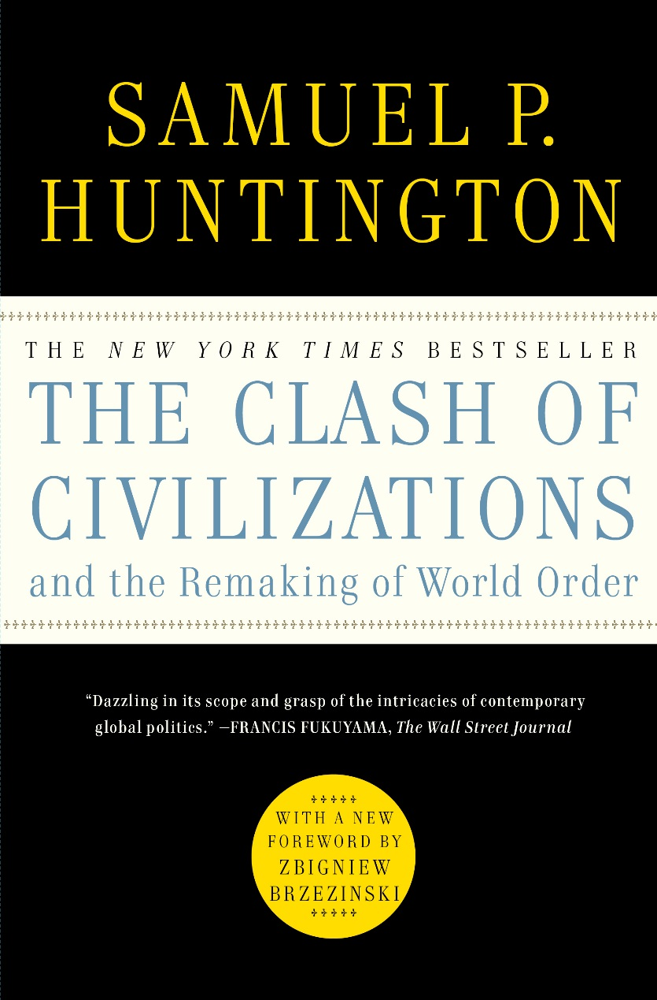 SAMUEL P.
HUNTINGTON
THE NEW YORK TIMES BESTSELLER
THE CLASH OF
CIVILIZATIONS
and the Remaking of World Order
“Dazzling in its scope and grasp of the intricacies of contemporary
global politics.” —FRANCIS FUKUYAMA, The Wall Street Journal
WITH A NEW
FOREWORD BY
ZBIGNIEW
BRZEZINSKI